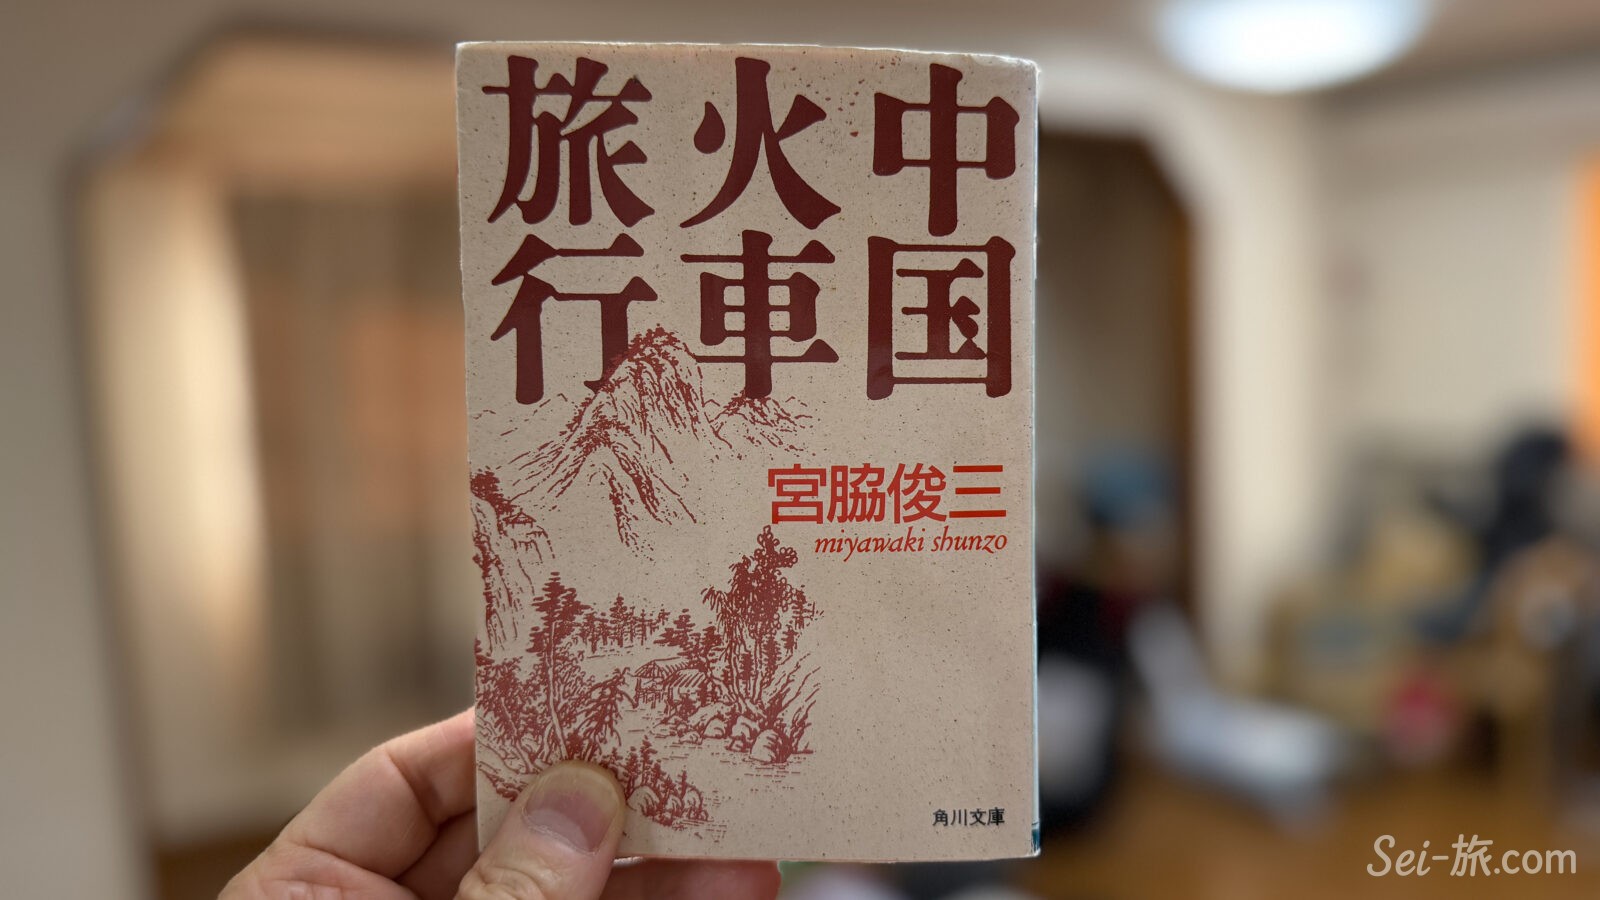 中国
火車
旅行
宮脇俊三
miyawaki shunzo
角川文庫
Sei-旅.com